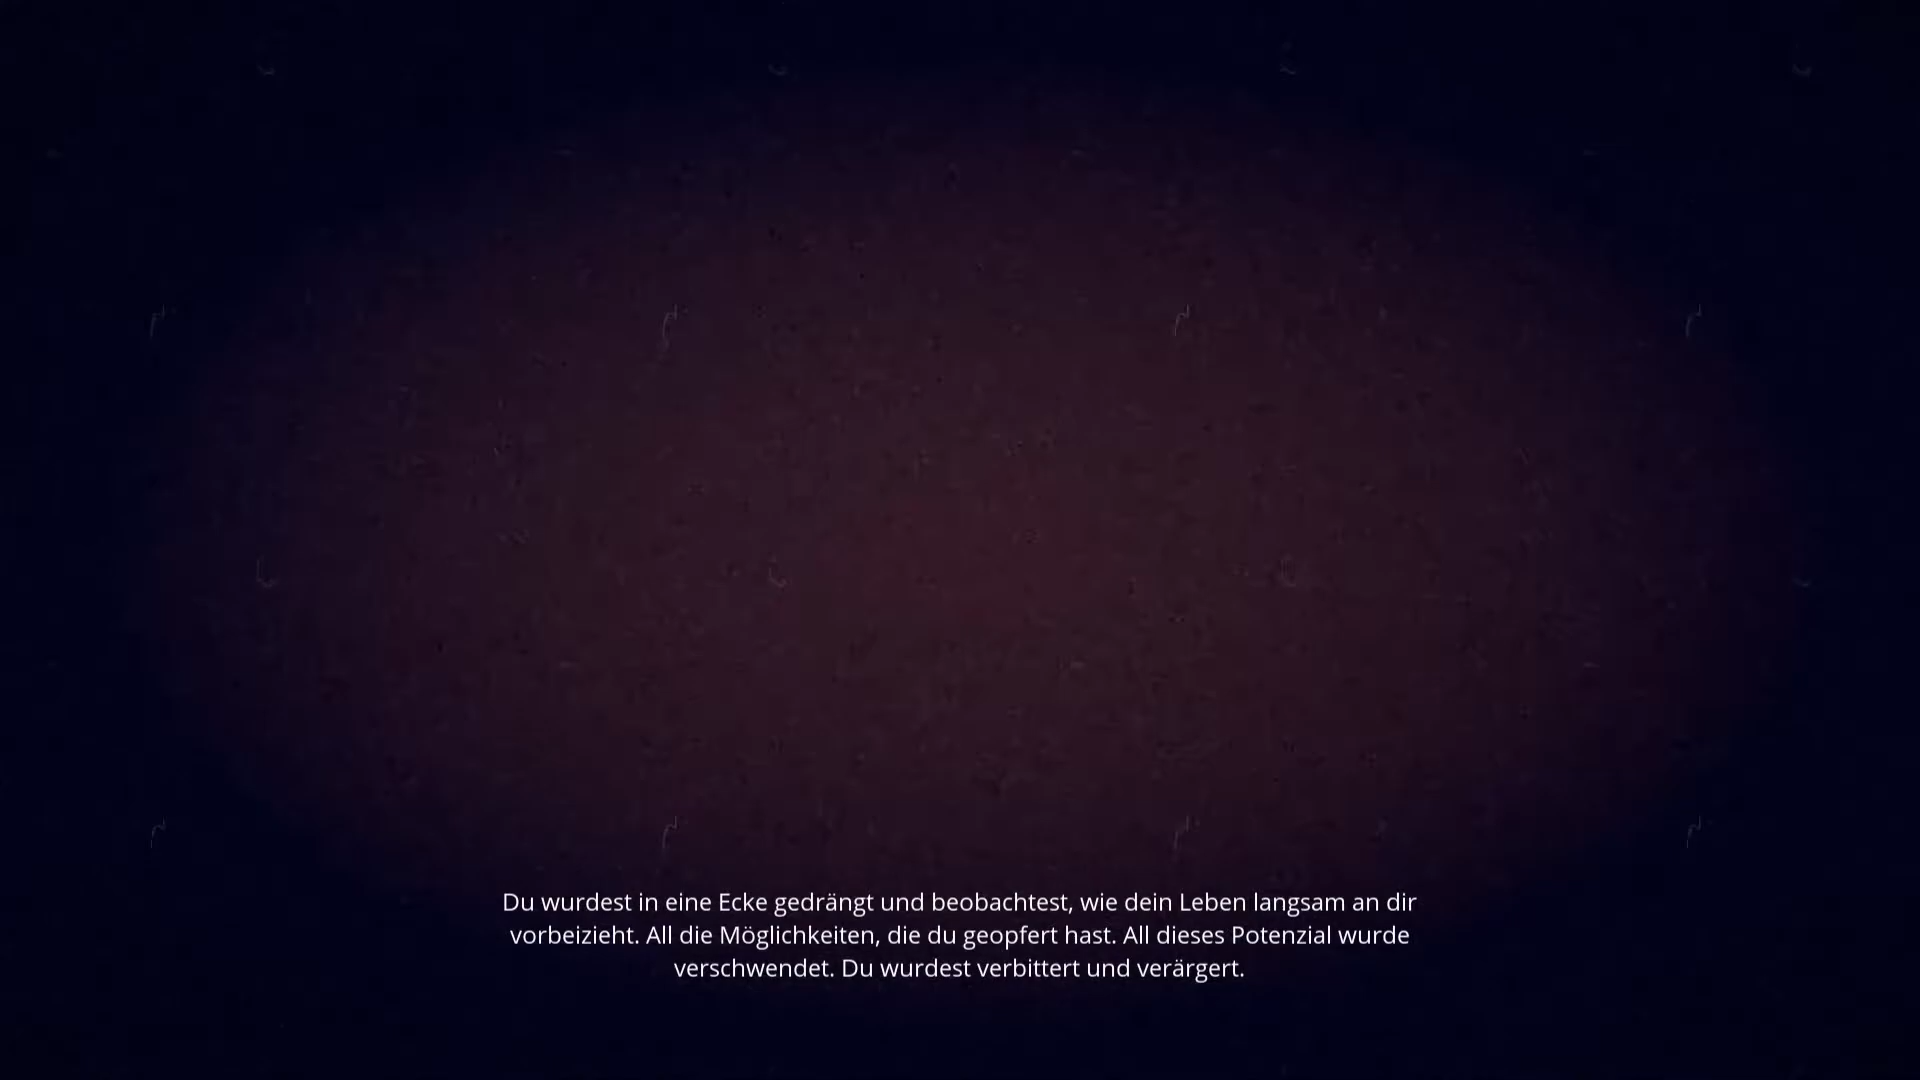 Du wurdest in eine Ecke gedrängt und beobachtest, wie dein Leben langsam an dir
vorbeizieht. All die Möglichkeiten, die du geopfert hast. All dieses Potenzial wurde
verschwendet. Du wurdest verbittert und verärgert.